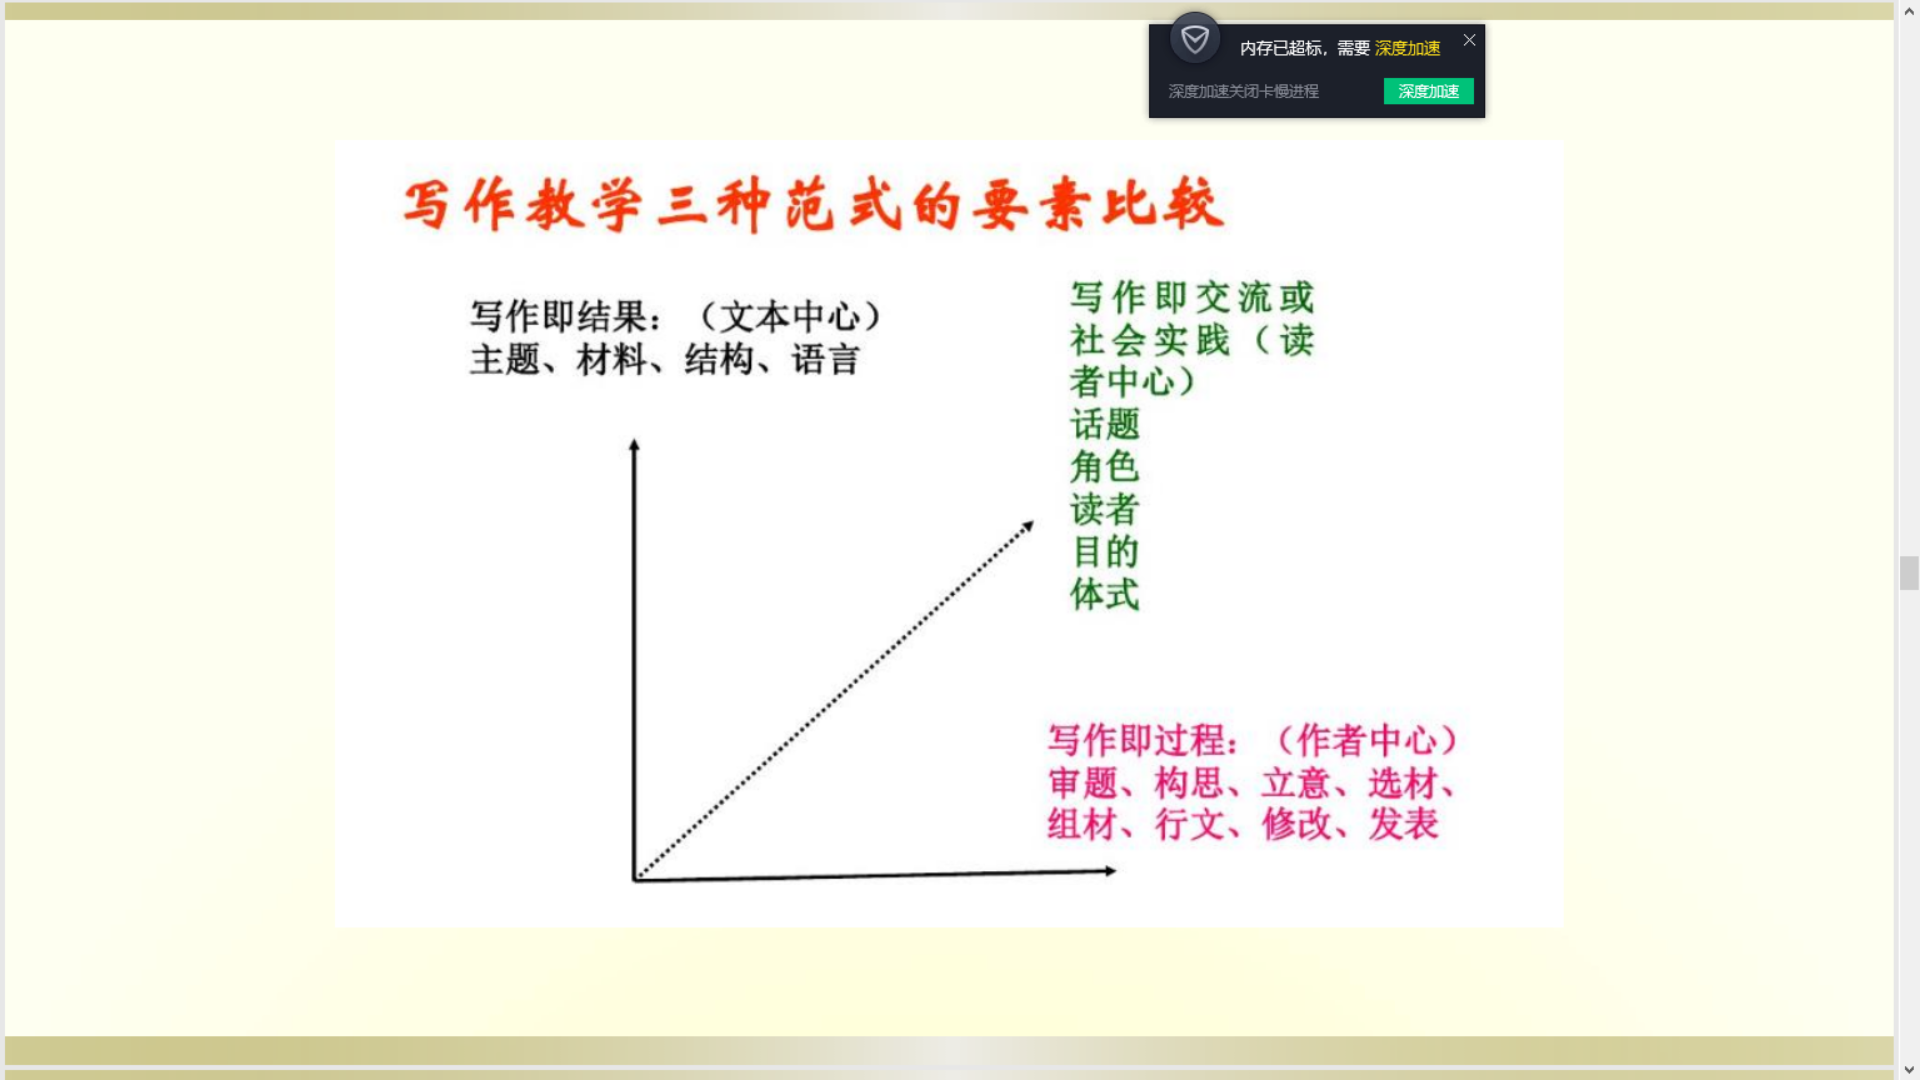 内存已超标，需要 深度加速
深度加速关闭卡慢进程
深度加速
写作教学三种范式的要素比较
写作即结果：（文本中心）
主题、材料、结构、语言
写作即交流或
社会实践（读
者中心）
话题
角色
读者
目的
体式
写作即过程：（作者中心）
审题、构思、立意、选材、
组材、行文、修改、发表